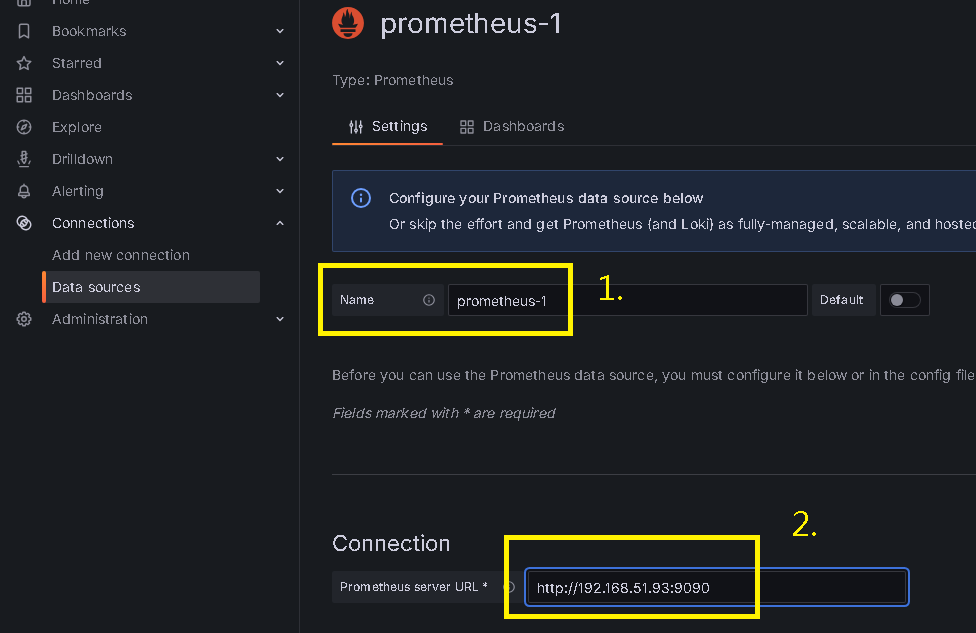 Home
Bookmarks
Starred
Dashboards
Explore
Drilldown
Alerting
Connections
Add new connection
Data sources
Administration
prometheus-1
Type: Prometheus
Settings
Dashboards
Configure your Prometheus data source below
Or skip the effort and get Prometheus (and Loki) as fully-managed, scalable, and hosted
Name
prometheus-1
1.
Default
Before you can use the Prometheus data source, you must configure it below or in the config file
Fields marked with * are required
2.
Connection
Prometheus server URL *
http://192.168.51.93:9090